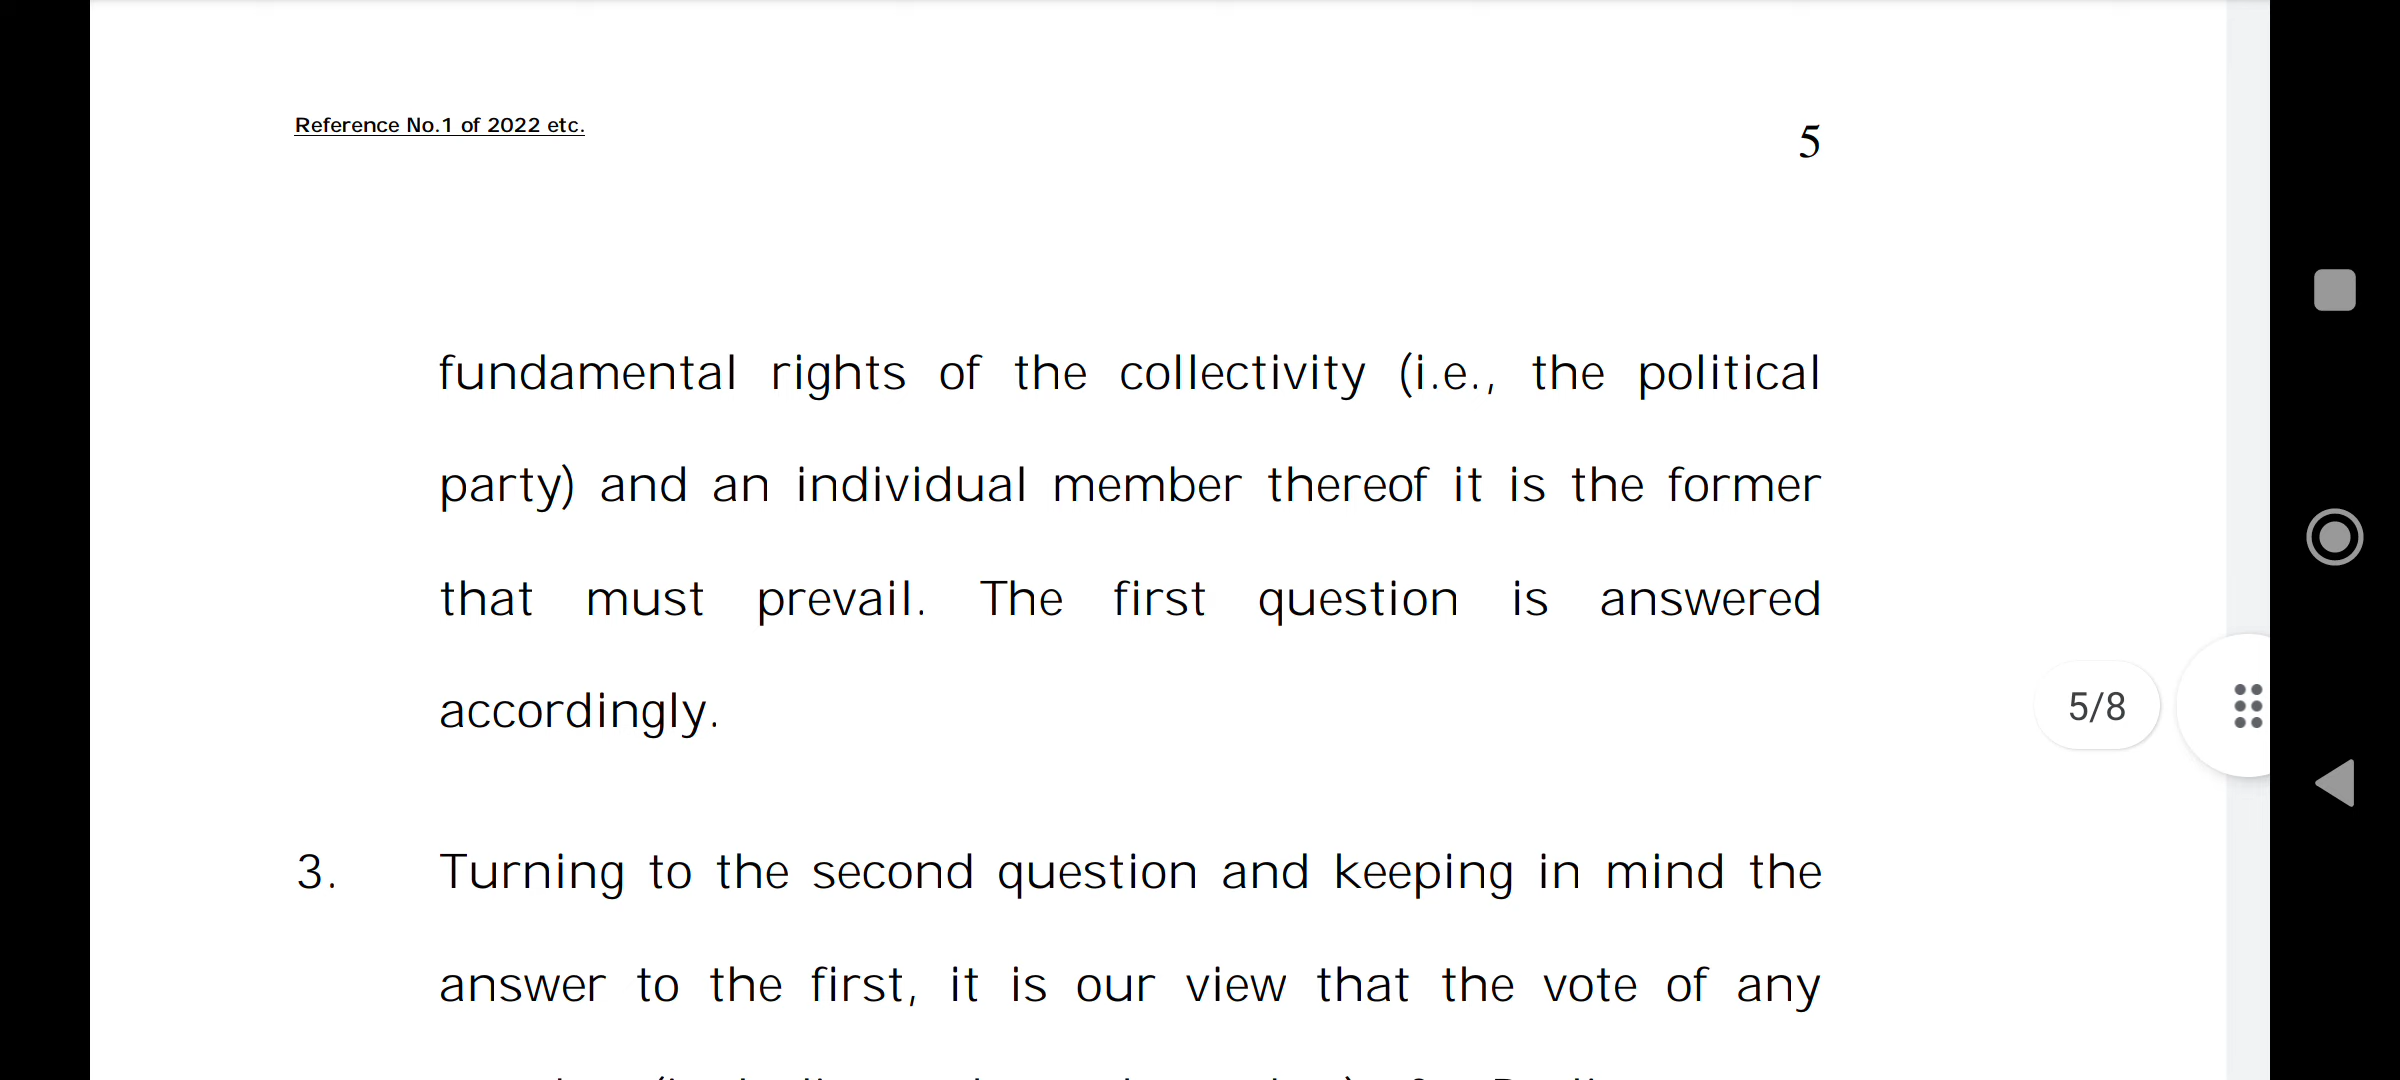 Reference No.1 of 2022 etc.
5
fundamental rights of the collectivity (i.e., the political
party) and an individual member thereof it is the former
that must prevail. The first question is answered
accordingly.
5/8
3. Turning to the second question and keeping in mind the
answer to the first, it is our view that the vote of any